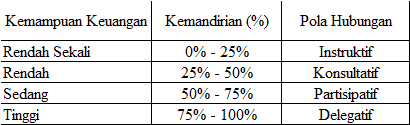 Kemampuan Keuangan Kemandirian (%) Pola Hubungan
Rendah Sekali 0% - 25% Instruktif
Rendah 25% - 50% Konsultatif
Sedang 50% - 75% Partisipatif
Tinggi 75% - 100% Delegatif